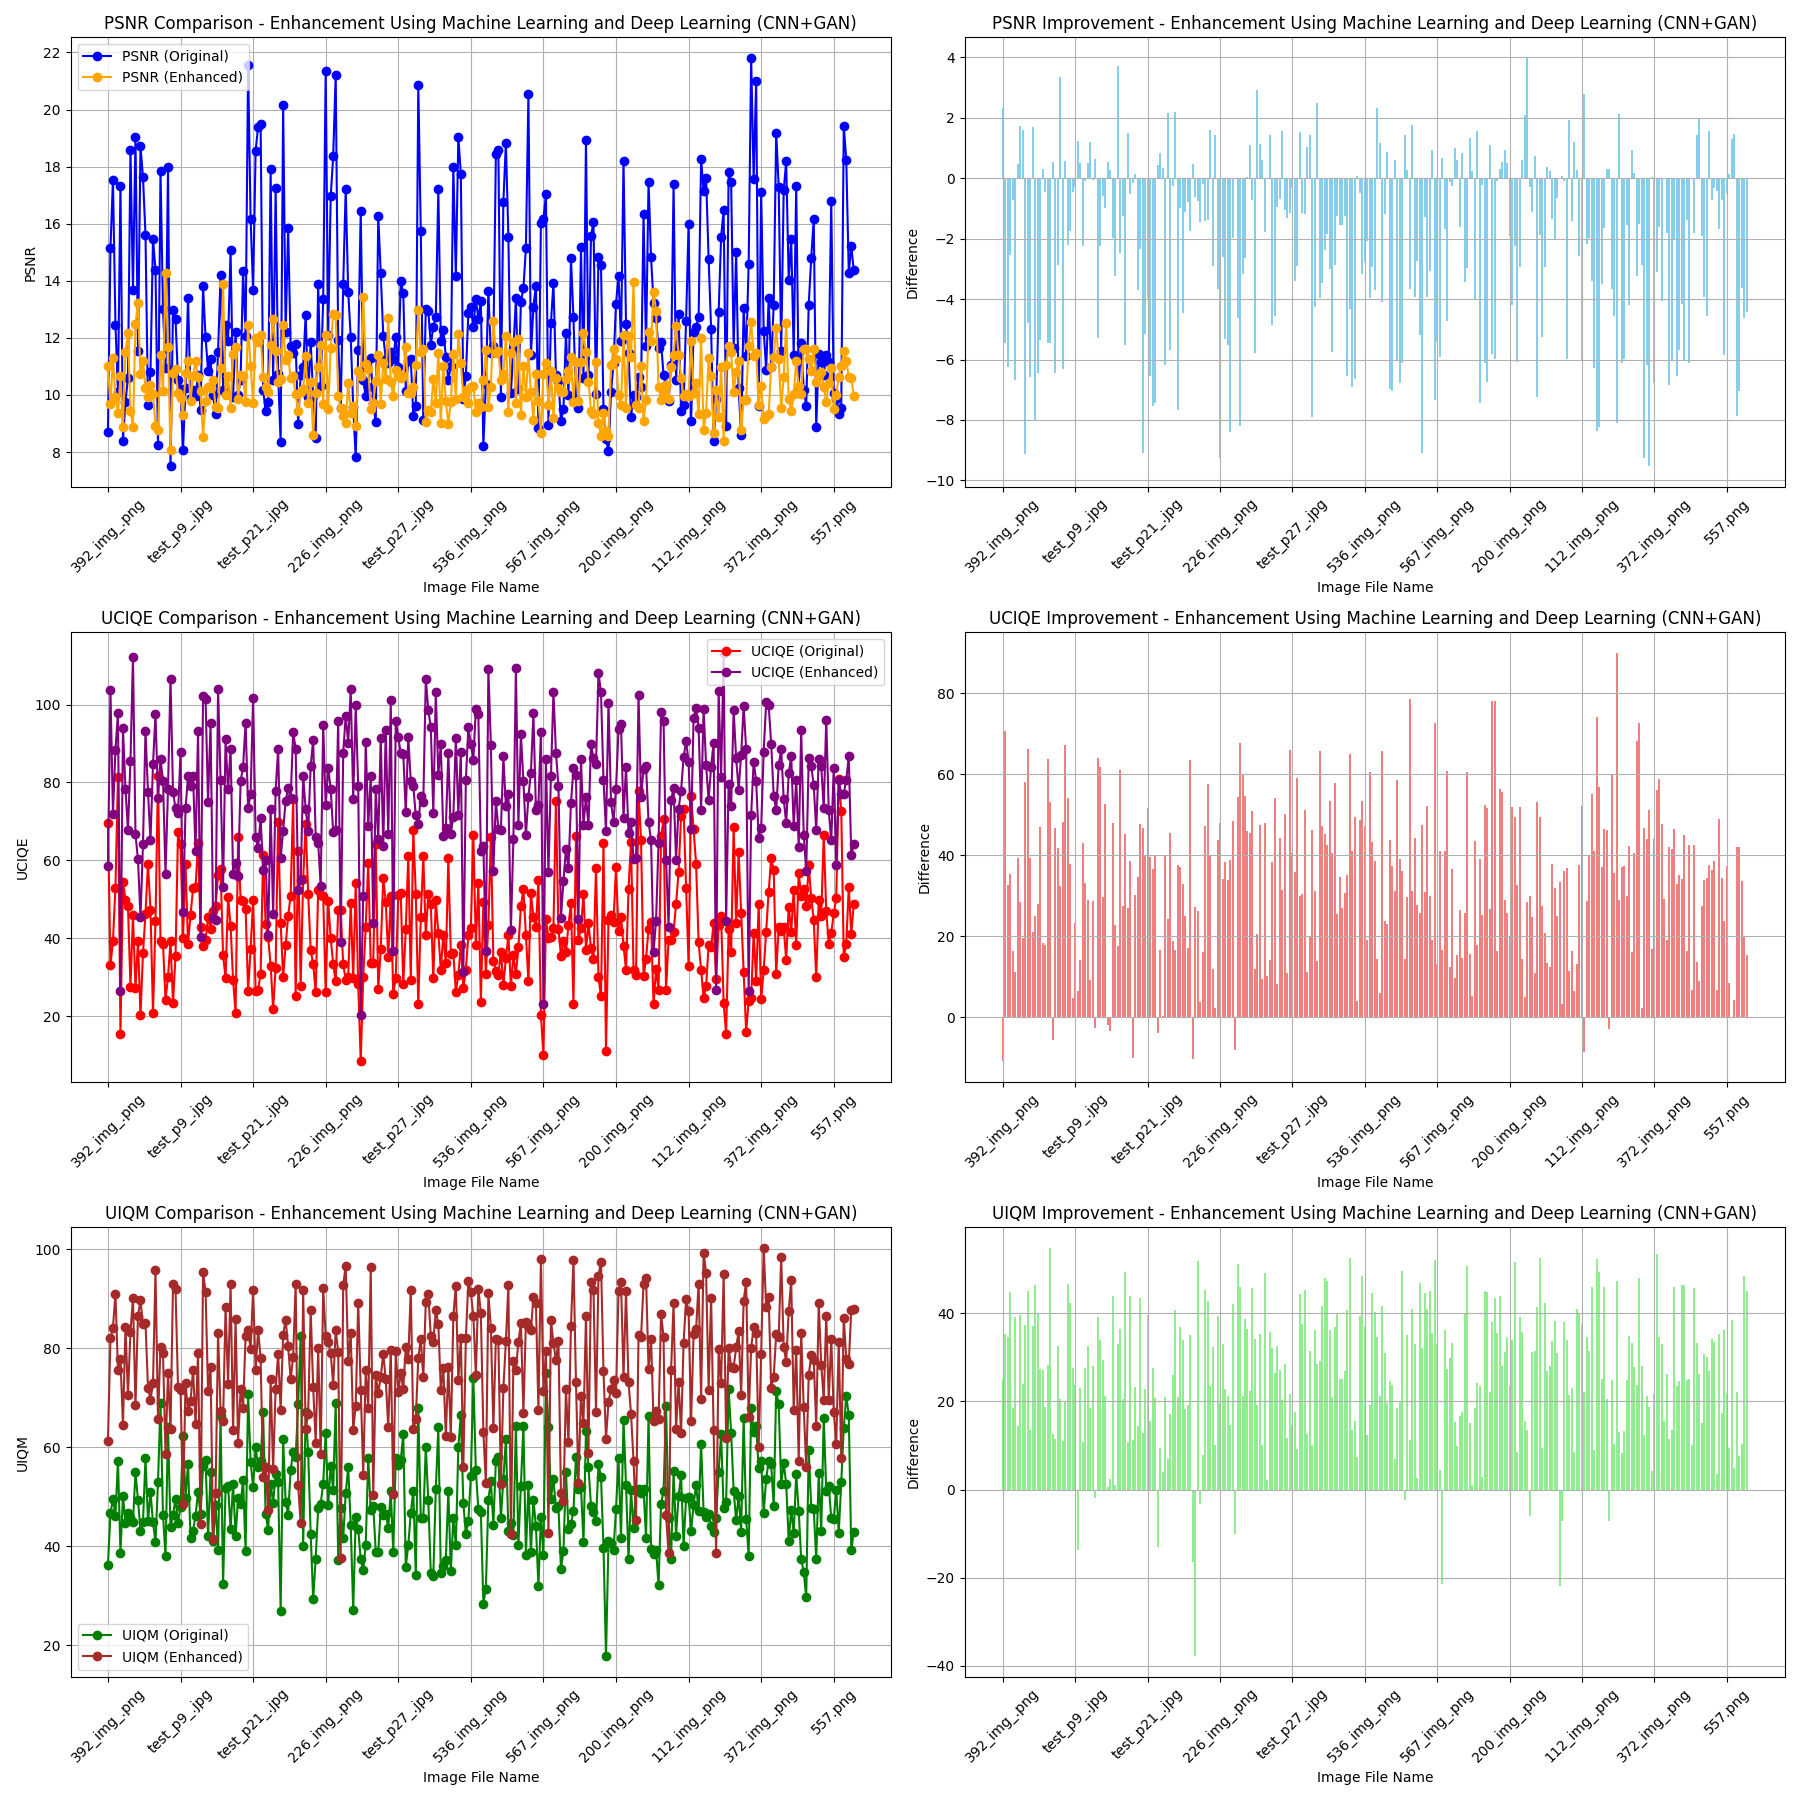 PSNR Comparison - Enhancement Using Machine Learning and Deep Learning (CNN+GAN)
PSNR (Original)
PSNR (Enhanced)
PSNR
22
20
18
16
14
12
10
8
392_img_.png
test_p9_.jpg
test_p21_.jpg
226_img_.png
test_p27_.jpg
536_img_.png
567_img_.png
200_img_.png
112_img_.png
372_img_.png
557.png
Image File Name
PSNR Improvement - Enhancement Using Machine Learning and Deep Learning (CNN+GAN)
Difference
4
2
0
−2
−4
−6
−8
−10
392_img_.png
test_p9_.jpg
test_p21_.jpg
226_img_.png
test_p27_.jpg
536_img_.png
567_img_.png
200_img_.png
112_img_.png
372_img_.png
557.png
Image File Name
UCIQE Comparison - Enhancement Using Machine Learning and Deep Learning (CNN+GAN)
UCIQE (Original)
UCIQE (Enhanced)
UCIQE
100
80
60
40
20
392_img_.png
test_p9_.jpg
test_p21_.jpg
226_img_.png
test_p27_.jpg
536_img_.png
567_img_.png
200_img_.png
112_img_.png
372_img_.png
557.png
Image File Name
UCIQE Improvement - Enhancement Using Machine Learning and Deep Learning (CNN+GAN)
Difference
80
60
40
20
0
392_img_.png
test_p9_.jpg
test_p21_.jpg
226_img_.png
test_p27_.jpg
536_img_.png
567_img_.png
200_img_.png
112_img_.png
372_img_.png
557.png
Image File Name
UIQM Comparison - Enhancement Using Machine Learning and Deep Learning (CNN+GAN)
UIQM (Original)
UIQM (Enhanced)
UIQM
100
80
60
40
20
392_img_.png
test_p9_.jpg
test_p21_.jpg
226_img_.png
test_p27_.jpg
536_img_.png
567_img_.png
200_img_.png
112_img_.png
372_img_.png
557.png
Image File Name
UIQM Improvement - Enhancement Using Machine Learning and Deep Learning (CNN+GAN)
Difference
40
20
0
−20
−40
392_img_.png
test_p9_.jpg
test_p21_.jpg
226_img_.png
test_p27_.jpg
536_img_.png
567_img_.png
200_img_.png
112_img_.png
372_img_.png
557.png
Image File Name